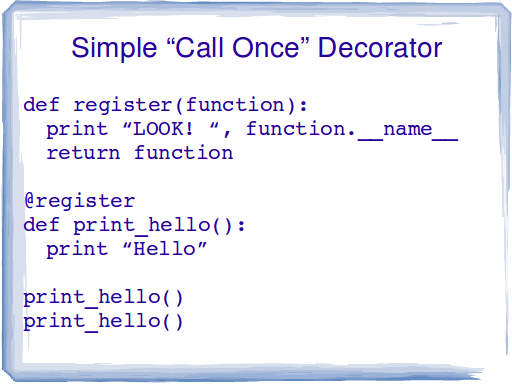 Simple “Call Once” Decorator
def register(function):
  print “LOOK! “, function.__name__
  return function
@register
def print_hello():
  print “Hello”
print_hello()
print_hello()